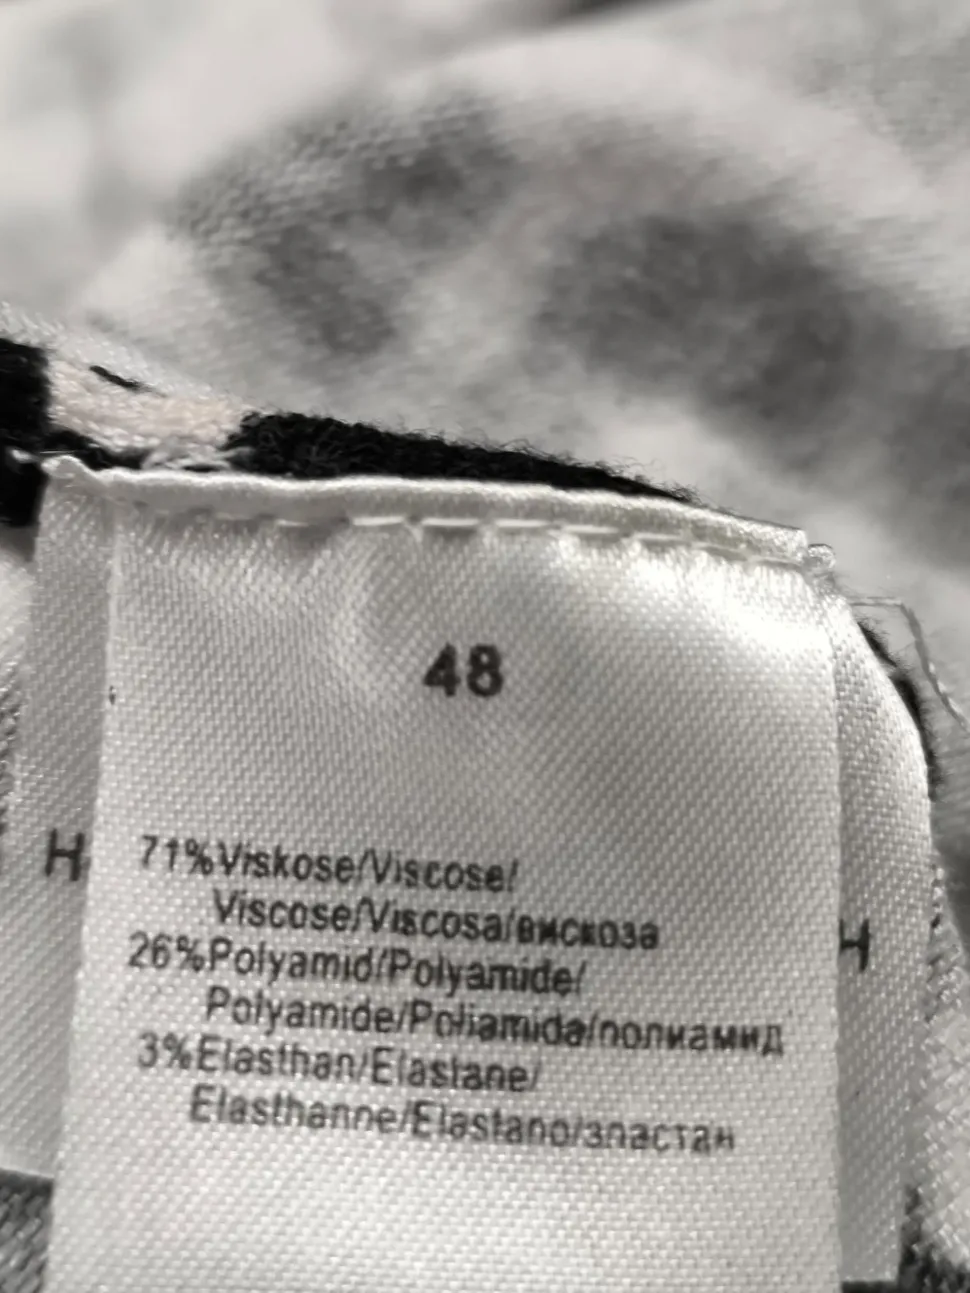 48
71%Viskose/Viscose/
Viscose/Viscosa/вискоза
26%Polyamid/Polyamide/
Polyamide/Poliamida/полиамид
3%Elasthan/Elastane/
Elasthanne/Elastano/эластан
H
H